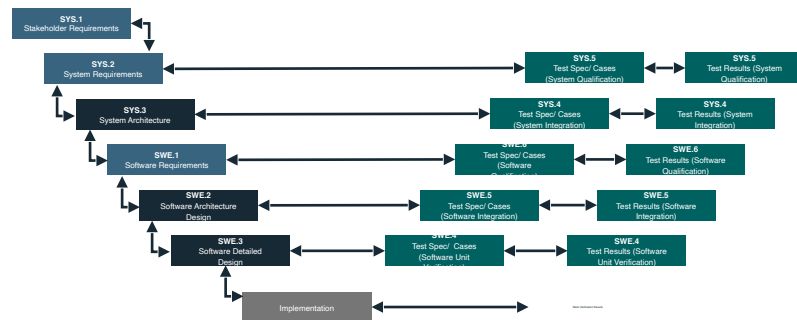 SYS.1
Stakeholder Requirements
SYS.2
System Requirements
SYS.5
Test Spec/ Cases
(System Qualification)
SYS.5
Test Results (System
Qualification)
SYS.3
System Architecture
SYS.4
Test Spec/ Cases
(System Integration)
SYS.4
Test Results (System
Integration)
SWE.1
Software Requirements
SWE.6
Test Spec/ Cases
(Software
Qualification)
SWE.6
Test Results (Software
Qualification)
SWE.2
Software Architecture
Design
SWE.5
Test Spec/ Cases
(Software Integration)
SWE.5
Test Results (Software
Integration)
SWE.3
Software Detailed
Design
SWE.4
Test Spec/ Cases
(Software Unit
Verification)
SWE.4
Test Results (Software
Unit Verification)
Implementation